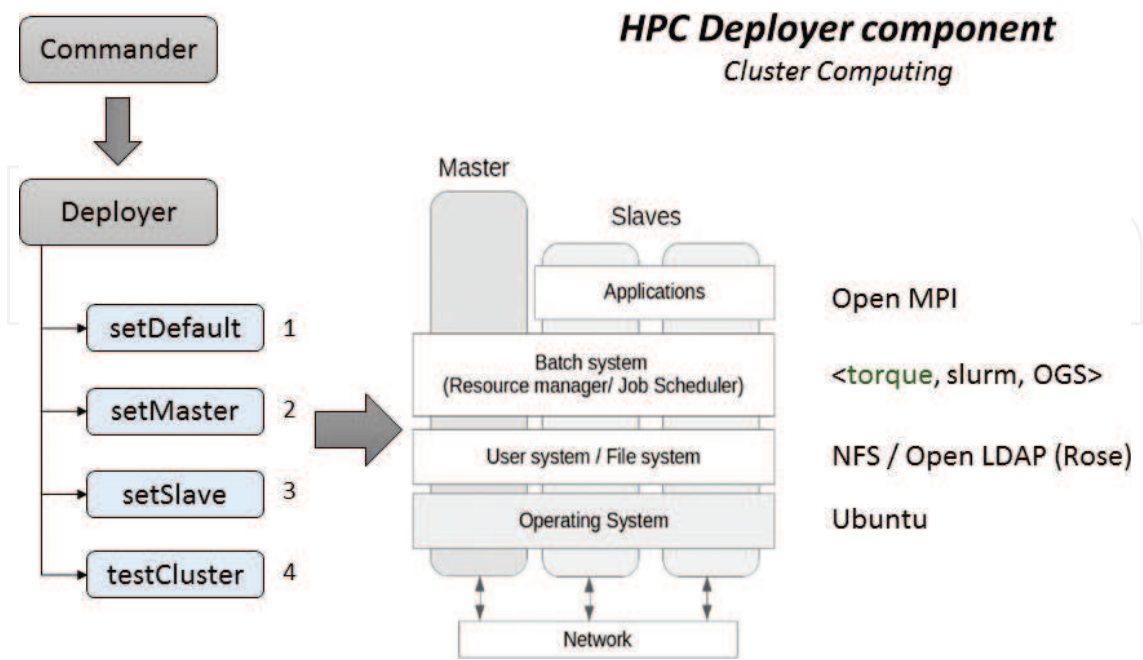 HPC Deployer component
Cluster Computing
Commander
Deployer
setDefault 1
setMaster 2
setSlave 3
testCluster 4
Master
Slaves
Applications
Open MPI
Batch system
(Resource manager/ Job Scheduler)
<torque, slurm, OGS>
User system / File system
NFS / Open LDAP (Rose)
Operating System
Ubuntu
Network